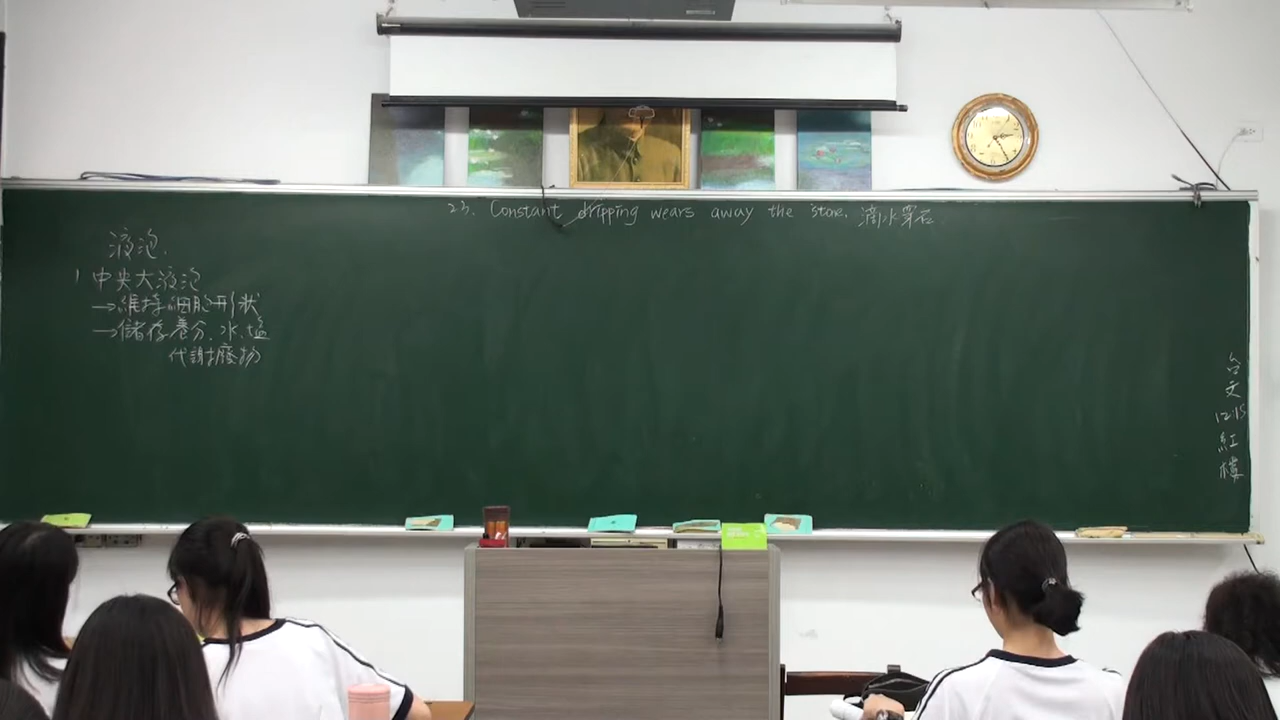 23. Constant dripping wears away the stone. 滴水穿石
液泡.
1 中央大液泡
→維持細胞形狀
→儲存養分、水、鹽
代謝廢物
台文
12:15
紅樓